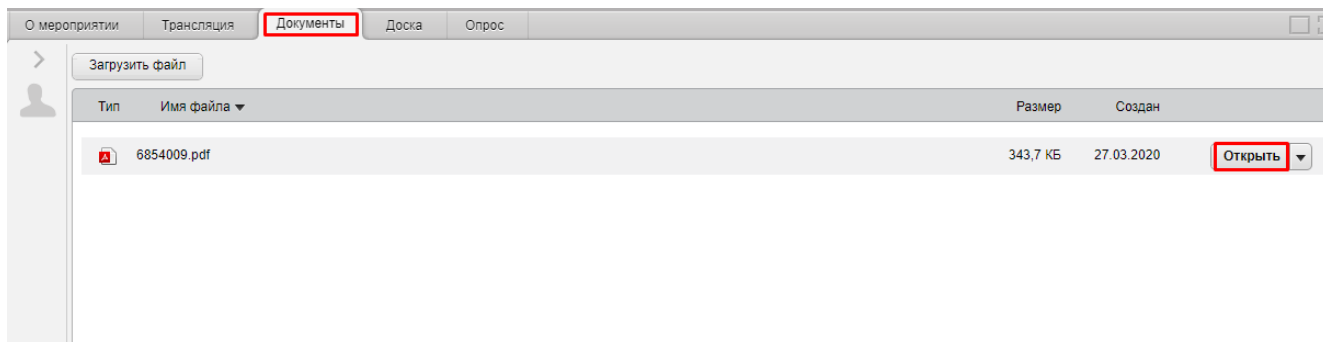 О мероприятии Трансляция Документы Доска Опрос
Загрузить файл
Тип Имя файла Размер Создан
6854009.pdf 343,7 КБ 27.03.2020 Открыть